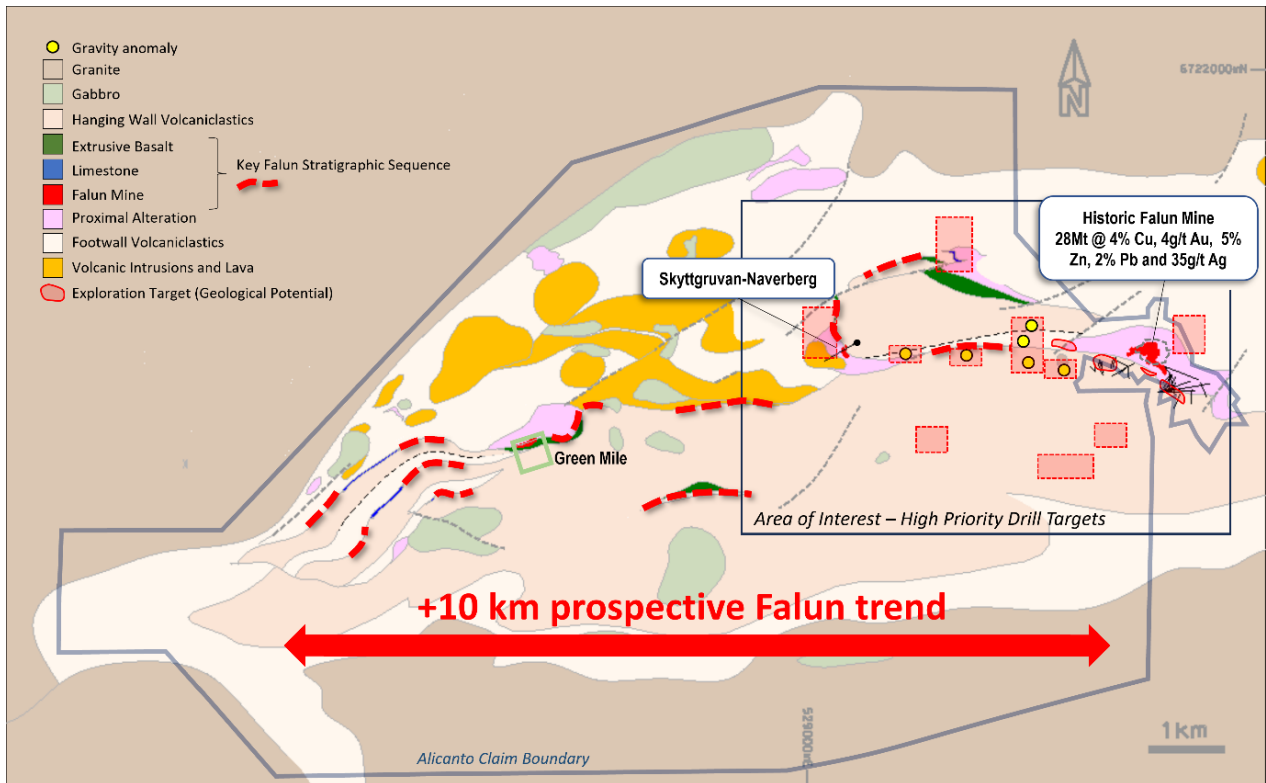 Gravity anomaly
Granite
Gabbro
Hanging Wall Volcaniclastics
Extrusive Basalt
Limestone
Falun Mine
Key Falun Stratigraphic Sequence
Proximal Alteration
Footwall Volcaniclastics
Volcanic Intrusions and Lava
Exploration Target (Geological Potential)
6722000mN
N
Historic Falun Mine
28Mt @ 4% Cu, 4g/t Au, 5%
Zn, 2% Pb and 35g/t Ag
Skyttgruvan-Naverberg
Green Mile
Area of Interest – High Priority Drill Targets
+10 km prospective Falun trend
529000mE
1km
Alicanto Claim Boundary